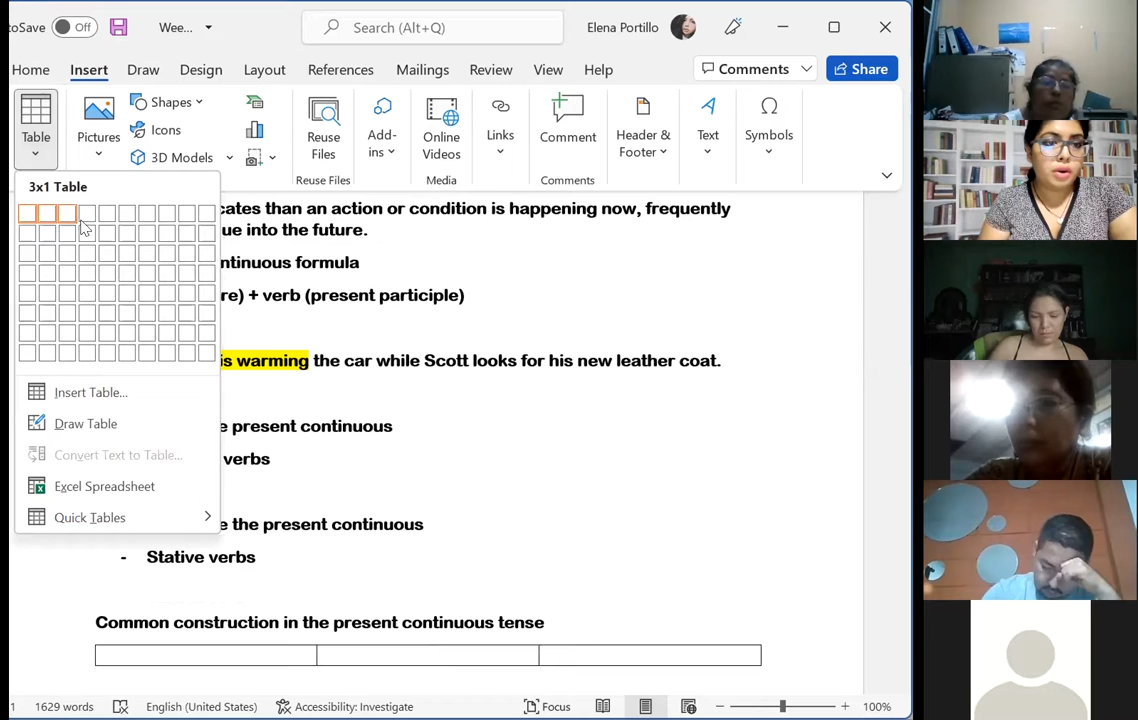 toSave Off Wee... Search (Alt+Q) Elena Portillo
Home Insert Draw Design Layout References Mailings Review View Help Comments Share
Table Pictures Shapes Icons 3D Models Reuse Files Add-ins Online Videos Links Comment Header & Footer Text Symbols
Reuse Files Media Comments
3x1 Table
Insert Table...
Draw Table
Convert Text to Table...
Excel Spreadsheet
Quick Tables
cates than an action or condition is happening now, frequently
ue into the future.
ntinuous formula
re) + verb (present participle)
is warming the car while Scott looks for his new leather coat.
e present continuous
verbs
e the present continuous
- Stative verbs
Common construction in the present continuous tense
1 1629 words English (United States) Accessibility: Investigate Focus 100%